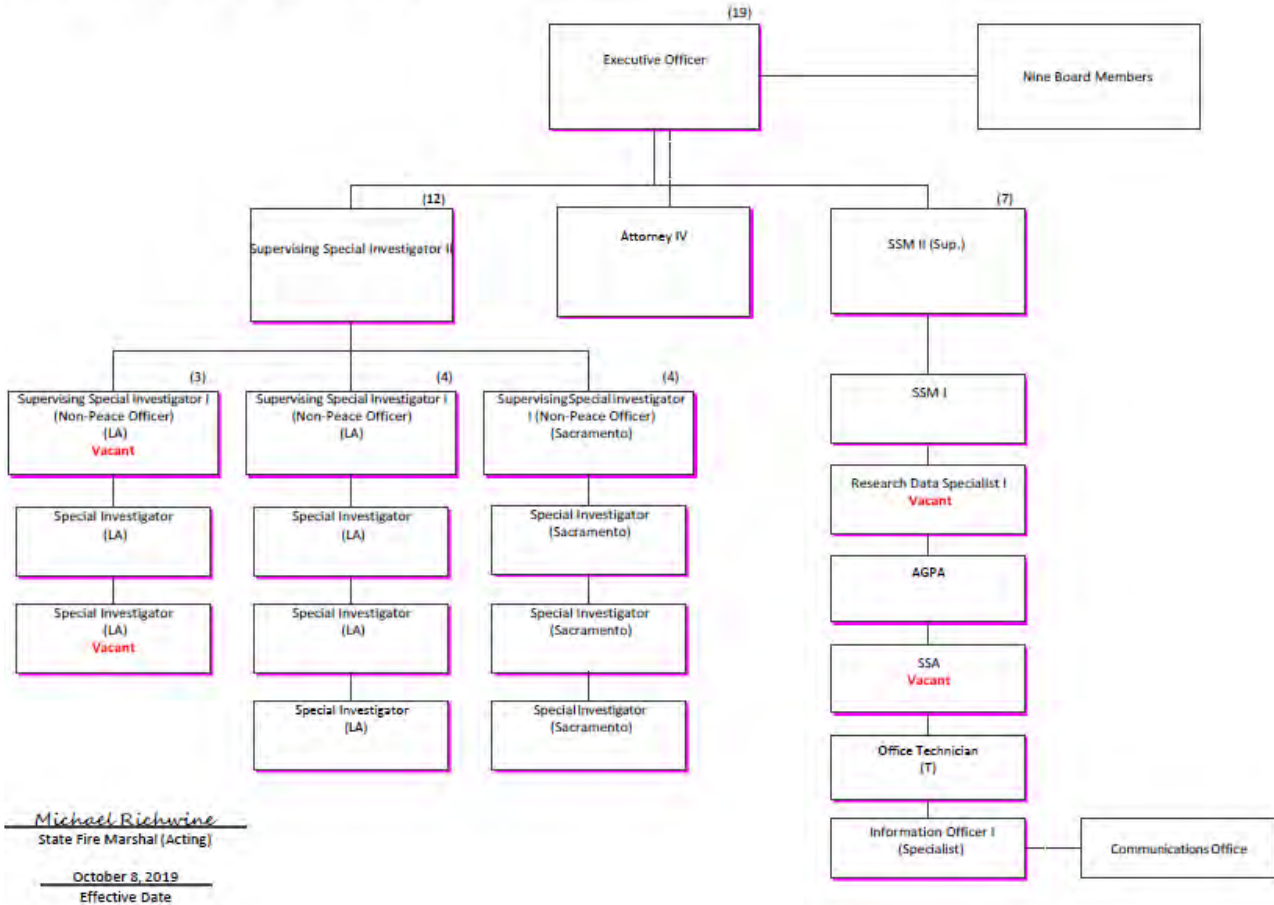 (19)
Executive Officer
Nine Board Members
(12)
Supervising Special Investigator II
Attorney IV
(7)
SSM II (Sup.)
(3)
Supervising Special Investigator I
(Non-Peace Officer)
(LA)
Vacant
(4)
Supervising Special Investigator I
(Non-Peace Officer)
(LA)
(4)
Supervising Special Investigator
I (Non-Peace Officer)
(Sacramento)
SSM I
Special Investigator
(LA)
Special Investigator
(LA)
Special Investigator
(Sacramento)
Research Data Specialist I
Vacant
Special Investigator
(LA)
Vacant
Special Investigator
(LA)
Special Investigator
(Sacramento)
AGPA
Special Investigator
(LA)
Special Investigator
(Sacramento)
SSA
Vacant
Office Technician
(T)
Information Officer I
(Specialist)
Communications Office
Michael Richwine
State Fire Marshal (Acting)
October 8, 2019
Effective Date